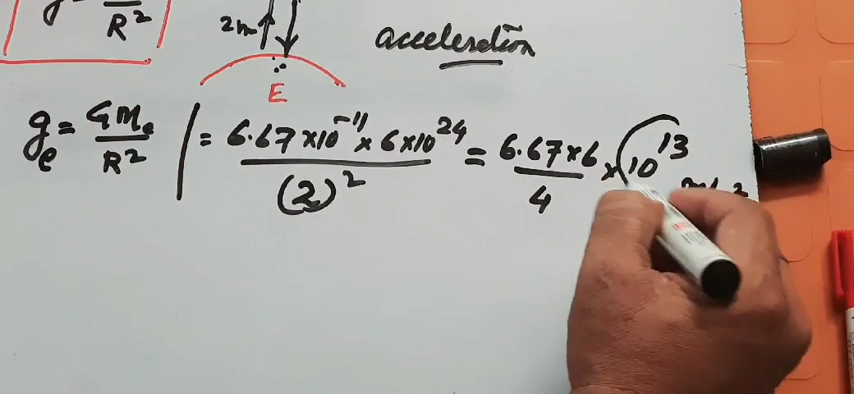 g = / R²
2m
acceleration
E
gₑ = GMₑ / R² | = 6.67 × 10⁻¹¹ × 6 × 10²⁴ / (2)² = 6.67 × 6 / 4 × 10¹³